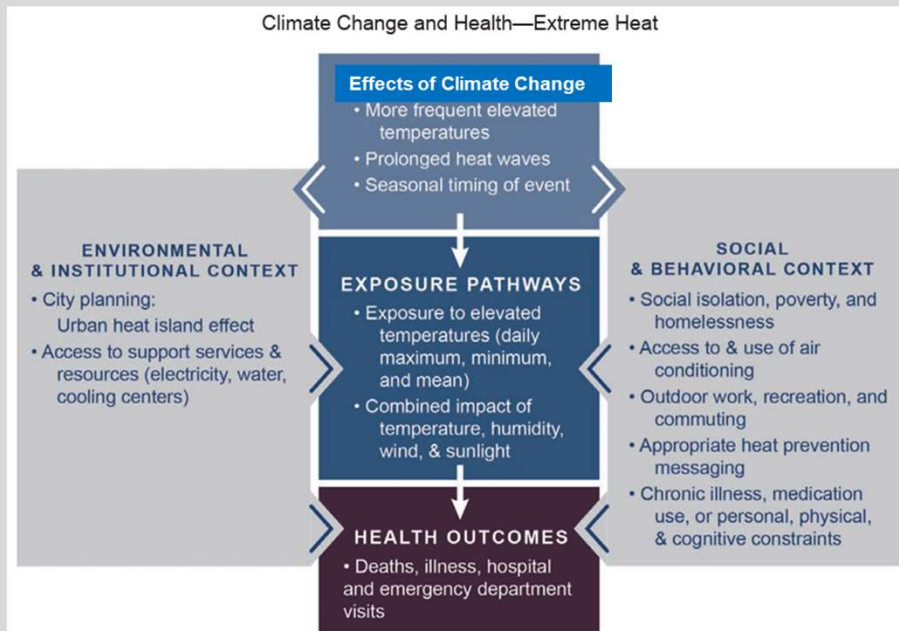 Climate Change and Health—Extreme Heat
Effects of Climate Change
• More frequent elevated
temperatures
• Prolonged heat waves
• Seasonal timing of event
ENVIRONMENTAL
& INSTITUTIONAL CONTEXT
• City planning:
Urban heat island effect
• Access to support services &
resources (electricity, water,
cooling centers)
EXPOSURE PATHWAYS
• Exposure to elevated
temperatures (daily
maximum, minimum,
and mean)
• Combined impact of
temperature, humidity,
wind, & sunlight
SOCIAL
& BEHAVIORAL CONTEXT
• Social isolation, poverty, and
homelessness
• Access to & use of air
conditioning
• Outdoor work, recreation, and
commuting
• Appropriate heat prevention
messaging
• Chronic illness, medication
use, or personal, physical,
& cognitive constraints
HEALTH OUTCOMES
• Deaths, illness, hospital
and emergency department
visits